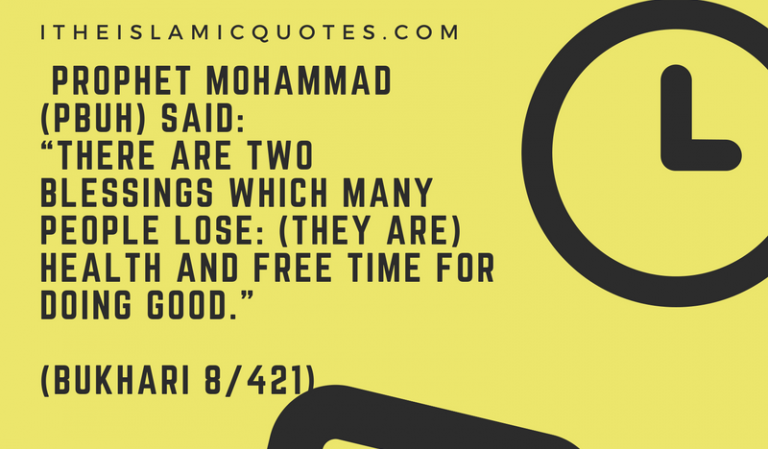 ITHEISLAMICQUOTES.COM
PROPHET MOHAMMAD
(PBUH) SAID:
“THERE ARE TWO
BLESSINGS WHICH MANY
PEOPLE LOSE: (THEY ARE)
HEALTH AND FREE TIME FOR
DOING GOOD.”
(BUKHARI 8/421)